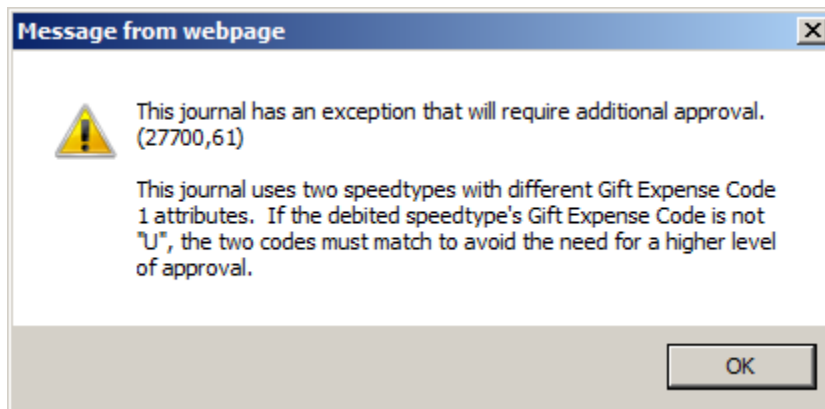 Message from webpage
This journal has an exception that will require additional approval.
(27700,61)
This journal uses two speedtypes with different Gift Expense Code
1 attributes.  If the debited speedtype's Gift Expense Code is not
"U", the two codes must match to avoid the need for a higher level
of approval.
OK